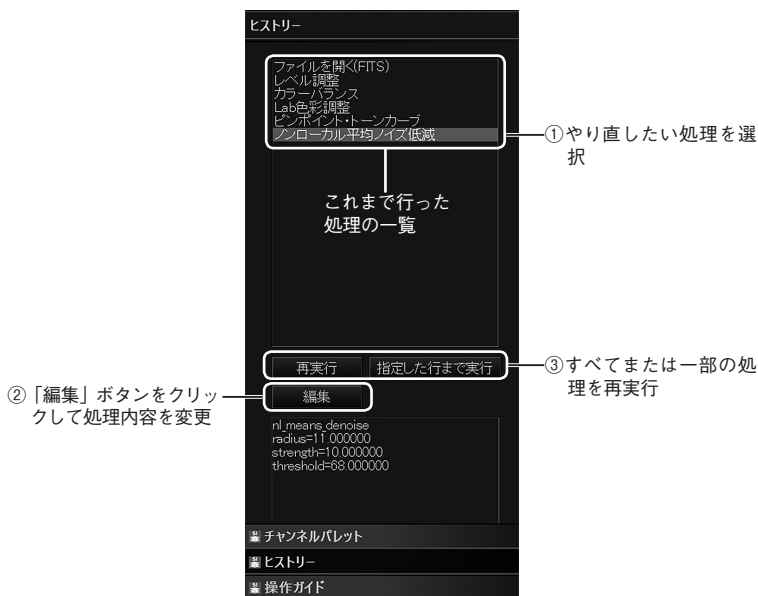 ヒストリー
ファイルを開く(FITS)
レベル調整
カラーバランス
Lab色彩調整
ピンポイント・トーンカーブ
ノンローカル平均ノイズ低減
①やり直したい処理を選
択
これまで行った
処理の一覧
再実行
指定した行まで実行
③すべてまたは一部の処
理を再実行
②「編集」ボタンをクリッ
クして処理内容を変更
編集
nl_means_denoise
radius=11.000000
strength=10.000000
threshold=68.000000
チャンネルパレット
ヒストリー
操作ガイド